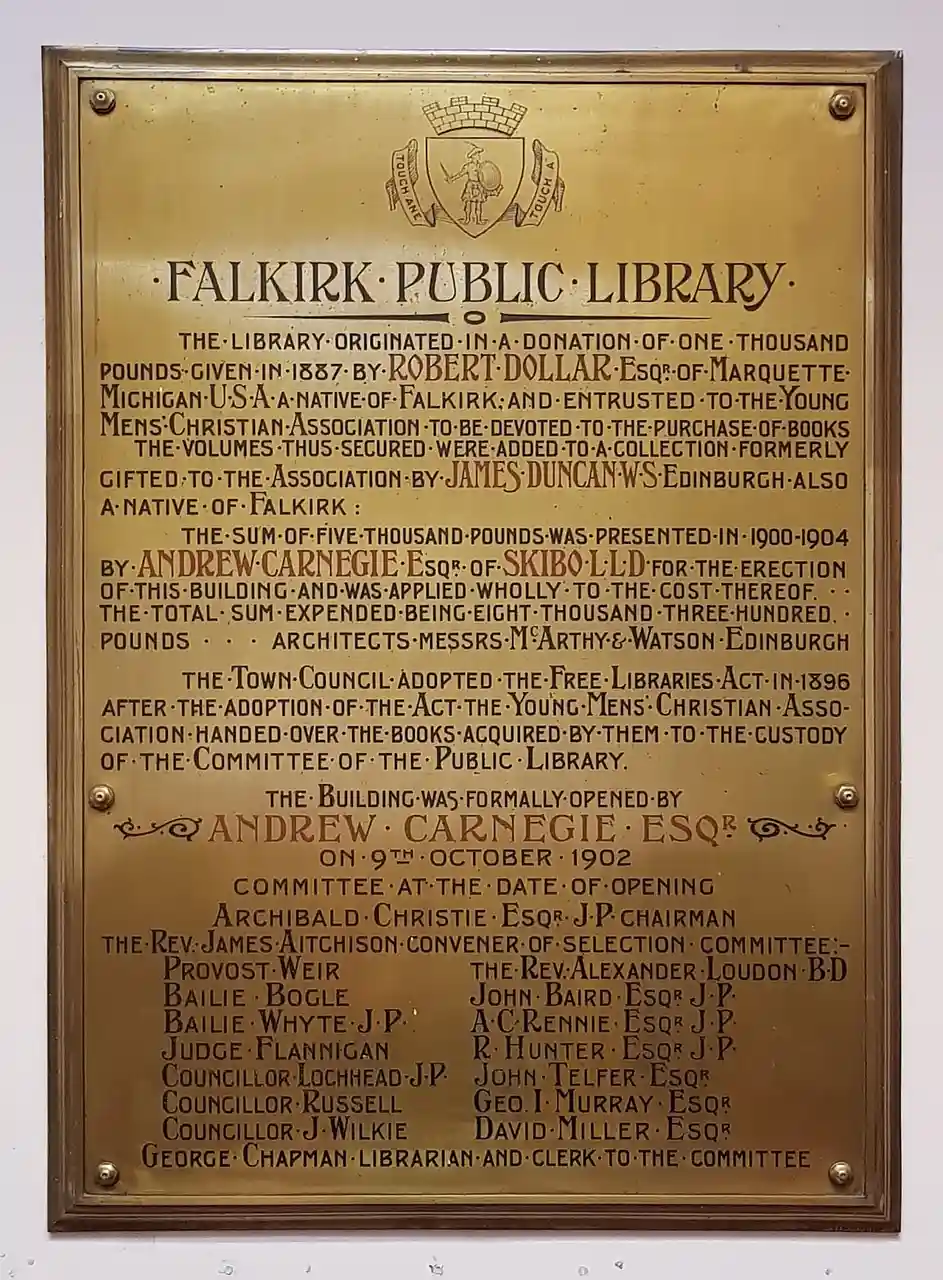 TOUCH ANE
TOUCH A'
·FALKIRK·PUBLIC·LIBRARY·
THE·LIBRARY·ORIGINATED·IN·A·DONATION·OF·ONE·THOUSAND
POUNDS·GIVEN·IN·1887·BY·ROBERT·DOLLAR·ESQR·OF·MARQUETTE·
MICHIGAN·U·S·A·A·NATIVE·OF·FALKIRK;·AND·ENTRUSTED·TO·THE·YOUNG
MENS'·CHRISTIAN·ASSOCIATION·TO·BE·DEVOTED·TO·THE·PURCHASE·OF·BOOKS
THE·VOLUMES·THUS·SECURED·WERE·ADDED·TO·A·COLLECTION·FORMERLY
GIFTED·TO·THE·ASSOCIATION·BY·JAMES·DUNCAN·W·S·EDINBURGH·ALSO
A·NATIVE·OF·FALKIRK:
THE·SUM·OF·FIVE·THOUSAND·POUNDS·WAS·PRESENTED·IN·1900-1904
BY·ANDREW·CARNEGIE·ESQR·OF·SKIBO·L·L·D·FOR·THE·ERECTION
OF·THIS·BUILDING·AND·WAS·APPLIED·WHOLLY·TO·THE·COST·THEREOF.··
THE·TOTAL·SUM·EXPENDED·BEING·EIGHT·THOUSAND·THREE·HUNDRED.·
POUNDS · · · ARCHITECTS·MESSRS·McARTHY·&·WATSON·EDINBURGH
THE·TOWN·COUNCIL·ADOPTED·THE·FREE·LIBRARIES·ACT·IN·1896
AFTER·THE·ADOPTION·OF·THE·ACT·THE·YOUNG·MENS'·CHRISTIAN·ASSO-
CIATION·HANDED·OVER·THE·BOOKS·ACQUIRED·BY·THEM·TO·THE·CUSTODY
OF·THE·COMMITTEE·OF·THE·PUBLIC·LIBRARY.
THE·BUILDING·WAS·FORMALLY·OPENED·BY
ANDREW·CARNEGIE·ESQR
ON·9TH·OCTOBER·1902
COMMITTEE·AT·THE·DATE·OF·OPENING
ARCHIBALD·CHRISTIE·ESQR·J·P·CHAIRMAN
THE·REV·JAMES·AITCHISON·CONVENER·OF·SELECTION·COMMITTEE:-
PROVOST·WEIR
BAILIE·BOGLE
BAILIE·WHYTE·J·P·
JUDGE·FLANNIGAN
COUNCILLOR·LOCHHEAD·J·P·
COUNCILLOR·RUSSELL
COUNCILLOR·J·WILKIE
THE·REV·ALEXANDER·LOUDON·B·D
JOHN·BAIRD·ESQR·J·P·
A·C·RENNIE·ESQR·J·P·
R·HUNTER·ESQR·J·P·
JOHN·TELFER·ESQR
GEO.I·MURRAY·ESQR
DAVID·MILLER·ESQR
GEORGE·CHAPMAN·LIBRARIAN·AND·CLERK·TO·THE·COMMITTEE